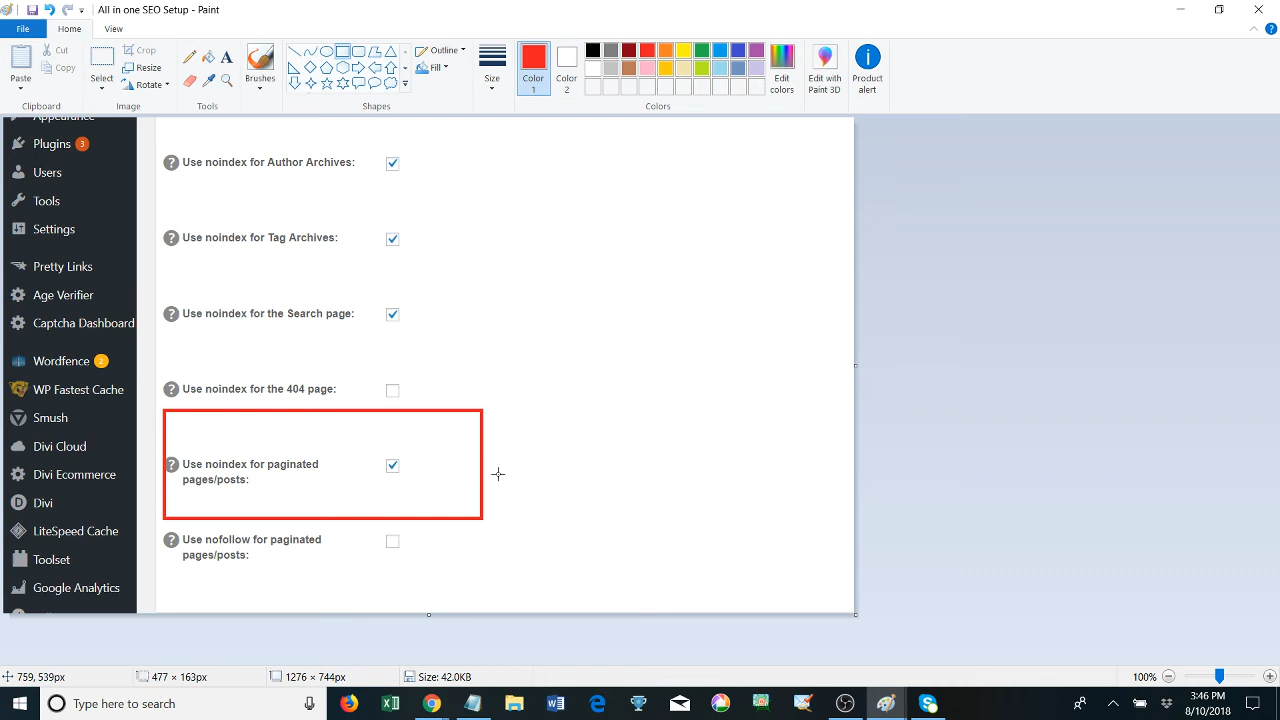 All in one SEO Setup - Paint
File
Home
View
Paste
Cut
Copy
Clipboard
Select
Crop
Resize
Rotate
Image
Tools
Brushes
Outline
Fill
Shapes
Size
Color
1
Color
2
Edit
colors
Colors
Edit with
Paint 3D
Product
alert
Appearance
Plugins 3
Users
Tools
Settings
Pretty Links
Age Verifier
Captcha Dashboard
Wordfence 2
WP Fastest Cache
Smush
Divi Cloud
Divi Ecommerce
Divi
LiteSpeed Cache
Toolset
Google Analytics
Use noindex for Author Archives:
Use noindex for Tag Archives:
Use noindex for the Search page:
Use noindex for the 404 page:
Use noindex for paginated
pages/posts:
Use nofollow for paginated
pages/posts:
759, 539px
477 × 163px
1276 × 744px
Size: 42.0KB
100%
Type here to search
3:46 PM
8/10/2018